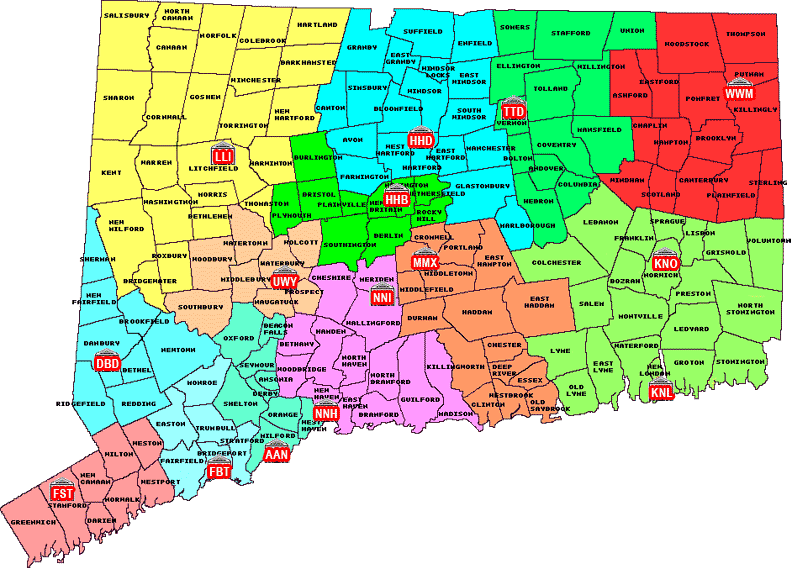 SALISBURY
NORTH
CANAAN
CANAAN
NORFOLK
COLEBROOK
HARTLAND
BARKHAMSTED
WINCHESTER
SHARON
CORNWALL
GOSHEN
TORRINGTON
NEW
HARTFORD
KENT
WARREN
LLI
LITCHFIELD
HARWINTON
MORRIS
WASHINGTON
BETHLEHEM
THOMASTON
NEW
MILFORD
ROXBURY
BRIDGEWATER
GRANBY
SUFFIELD
EAST
GRANBY
ENFIELD
WINDSOR
LOCKS
EAST
WINDSOR
SIMSBURY
WINDSOR
BLOOMFIELD
SOUTH
WINDSOR
CANTON
AVON
HHD
WEST
HARTFORD
EAST
HARTFORD
HARTFORD
MANCHESTER
FARMINGTON
GLASTONBURY
MARLBOROUGH
SOMERS
STAFFORD
UNION
ELLINGTON
WILLINGTON
TOLLAND
TTD
VERNON
MANSFIELD
COVENTRY
BOLTON
ANDOVER
COLUMBIA
HEBRON
WOODSTOCK
THOMPSON
PUTNAM
EASTFORD
ASHFORD
POMFRET
WWM
KILLINGLY
CHAPLIN
HAMPTON
BROOKLYN
WINDHAM
SCOTLAND
CANTERBURY
PLAINFIELD
STERLING
BURLINGTON
BRISTOL
PLYMOUTH
PLAINVILLE
HHB
NEW
BRITAIN
ROCKY
HILL
BERLIN
SOUTHINGTON
WATERTOWN
WOLCOTT
WOODBURY
WATERBURY
MIDDLEBURY
UWY
PROSPECT
NAUGATUCK
SOUTHBURY
CROMWELL
PORTLAND
MMX
MIDDLETOWN
EAST
HAMPTON
MIDDLEFIELD
DURHAM
HADDAM
EAST
HADDAM
CHESTER
DEEP
RIVER
ESSEX
KILLINGWORTH
WESTBROOK
CLINTON
OLD
SAYBROOK
CHESHIRE
MERIDEN
NNI
WALLINGFORD
HAMDEN
BETHANY
NORTH
HAVEN
WOODBRIDGE
NORTH
BRANFORD
NEW
HAVEN
EAST
HAVEN
NNH
BRANFORD
GUILFORD
MADISON
LEBANON
SPRAGUE
FRANKLIN
LISBON
GRISWOLD
VOLUNTOWN
KNO
NORWICH
BOZRAH
COLCHESTER
PRESTON
SALEM
MONTVILLE
LEDYARD
NORTH
STONINGTON
LYME
EAST
LYME
WATERFORD
NEW
LONDON
KNL
GROTON
STONINGTON
OLD
LYME
SHERMAN
NEW
FAIRFIELD
BROOKFIELD
DANBURY
DBD
BETHEL
NEWTOWN
RIDGEFIELD
REDDING
OXFORD
BEACON
FALLS
SEYMOUR
ANSONIA
DERBY
SHELTON
ORANGE
WEST
HAVEN
MILFORD
AAN
MONROE
EASTON
TRUMBULL
STRATFORD
BRIDGEPORT
FAIRFIELD
FBT
WESTON
WILTON
NEW
CANAAN
WESTPORT
NORWALK
FST
STAMFORD
DARIEN
GREENWICH